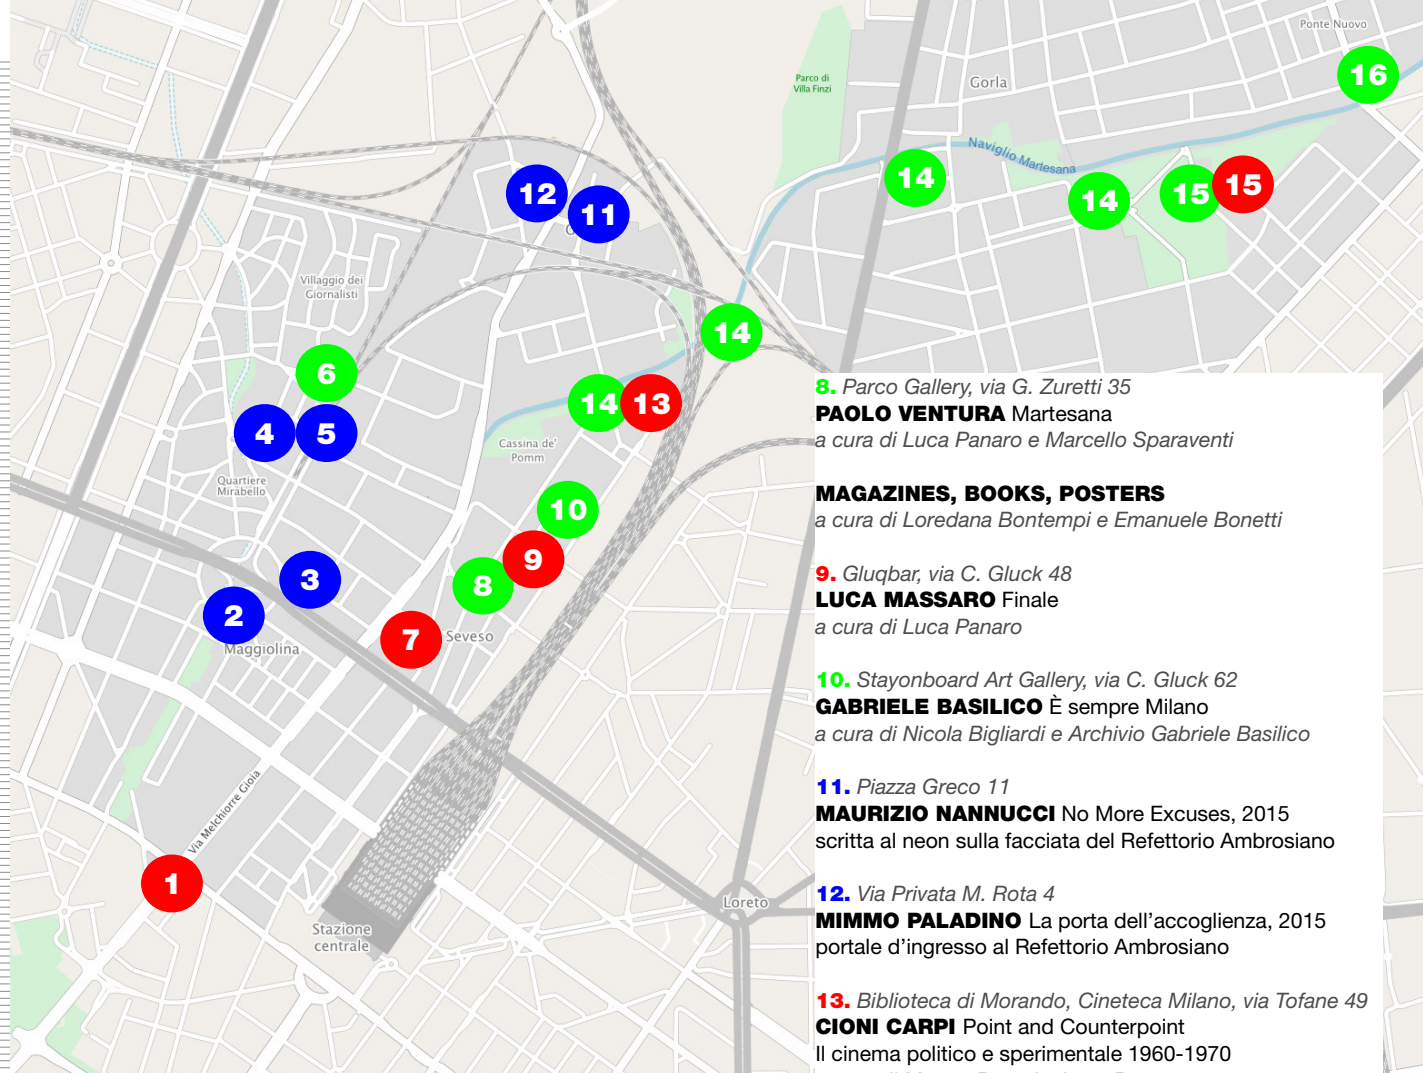 Ponte Nuovo
16
Gorla
Parco di
Villa Finzi
Naviglio Martesana
14
14
15
15
12
11
G
Villaggio dei
Giornalisti
14
6
14
13
4
5
Cassina de'
Pomm
Quartiere
Mirabello
10
9
3
8
2
7
Seveso
Maggiolina
Via Melchiorre Gioia
1
Loreto
Stazione
centrale
8. Parco Gallery, via G. Zuretti 35
PAOLO VENTURA Martesana
a cura di Luca Panaro e Marcello Sparaventi
MAGAZINES, BOOKS, POSTERS
a cura di Loredana Bontempi e Emanuele Bonetti
9. Gluqbar, via C. Gluck 48
LUCA MASSARO Finale
a cura di Luca Panaro
10. Stayonboard Art Gallery, via C. Gluck 62
GABRIELE BASILICO È sempre Milano
a cura di Nicola Bigliardi e Archivio Gabriele Basilico
11. Piazza Greco 11
MAURIZIO NANNUCCI No More Excuses, 2015
scritta al neon sulla facciata del Refettorio Ambrosiano
12. Via Privata M. Rota 4
MIMMO PALADINO La porta dell’accoglienza, 2015
portale d’ingresso al Refettorio Ambrosiano
13. Biblioteca di Morando, Cineteca Milano, via Tofane 49
CIONI CARPI Point and Counterpoint
Il cinema politico e sperimentale 1960-1970